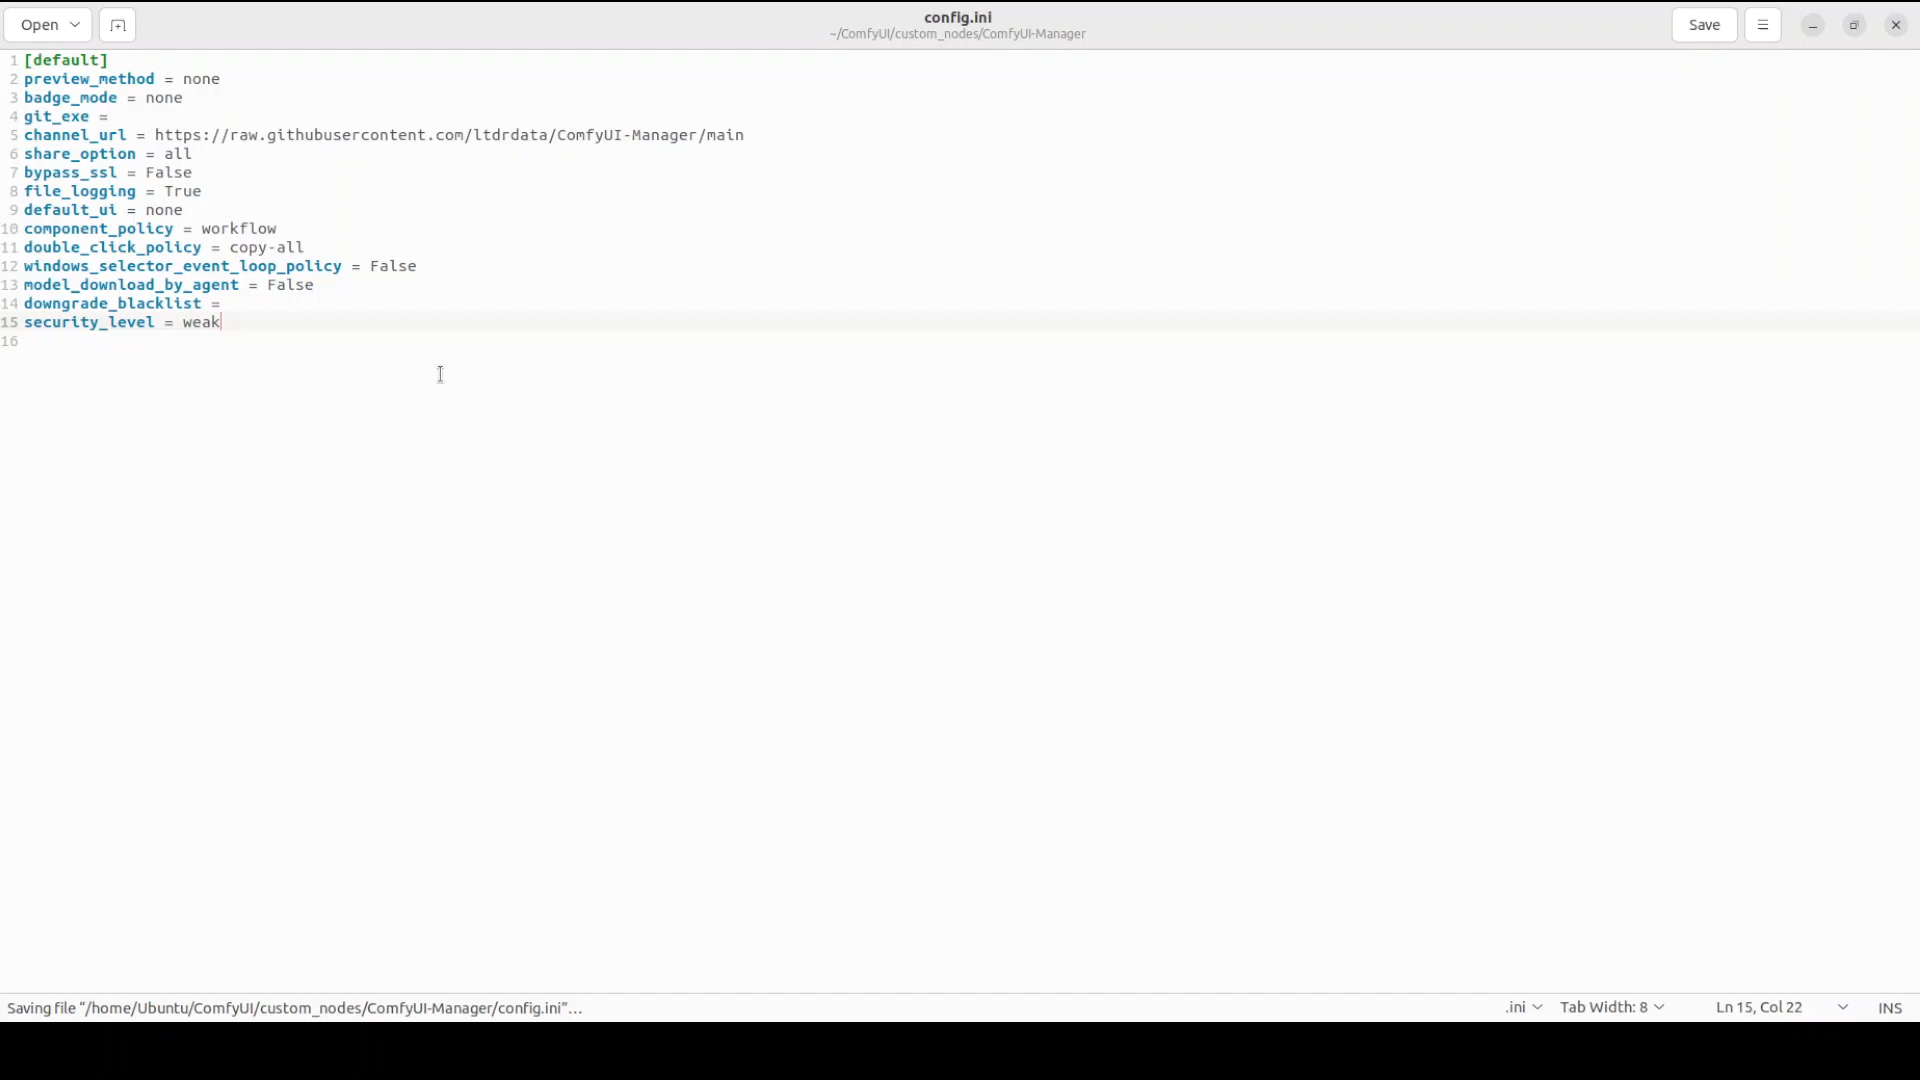 Open
config.ini
~/ComfyUI/custom_nodes/ComfyUI-Manager
Save
1 [default]
2 preview_method = none
3 badge_mode = none
4 git_exe =
5 channel_url = https://raw.githubusercontent.com/ltdrdata/ComfyUI-Manager/main
6 share_option = all
7 bypass_ssl = False
8 file_logging = True
9 default_ui = none
10 component_policy = workflow
11 double_click_policy = copy-all
12 windows_selector_event_loop_policy = False
13 model_download_by_agent = False
14 downgrade_blacklist =
15 security_level = weak
16
Saving file “/home/Ubuntu/ComfyUI/custom_nodes/ComfyUI-Manager/config.ini”… .ini Tab Width: 8 Ln 15, Col 22 INS